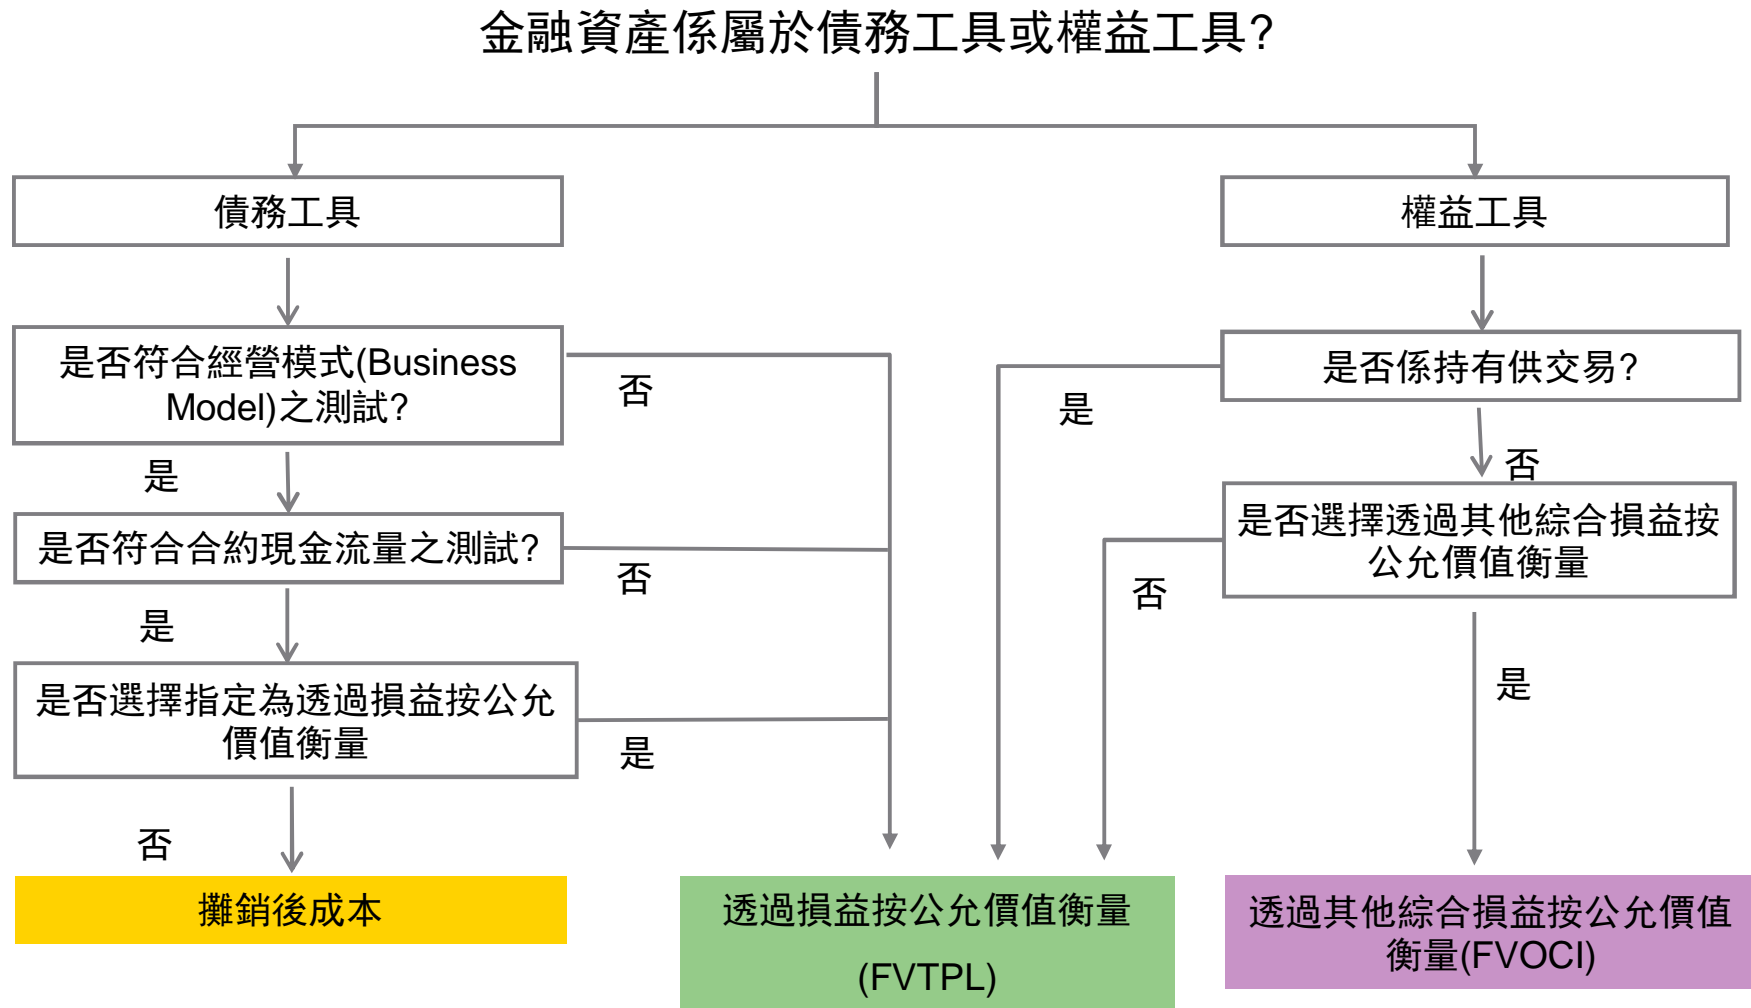 金融資產係屬於債務工具或權益工具?
債務工具
權益工具
是否符合經營模式(Business
Model)之測試?
否
是
是否係持有供交易?
是
否
是否符合合約現金流量之測試?
否
是
是否選擇透過其他綜合損益按
公允價值衡量
否
是
是否選擇指定為透過損益按公允
價值衡量
是
否
攤銷後成本
透過損益按公允價值衡量
(FVTPL)
透過其他綜合損益按公允價值
衡量(FVOCI)